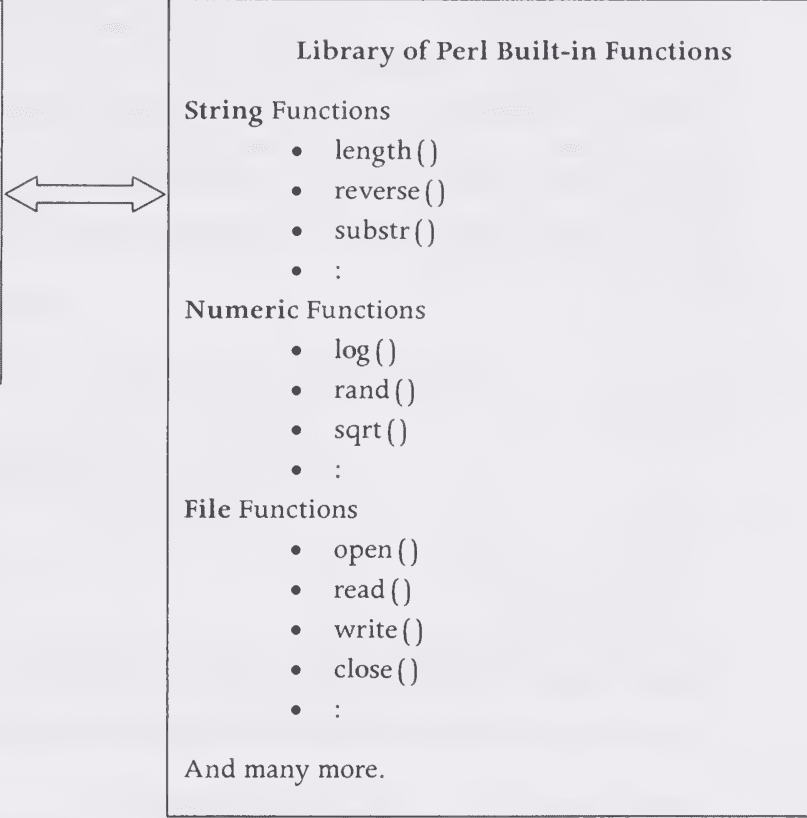 Library of Perl Built-in Functions
String Functions
• length()
• reverse()
• substr()
• :
Numeric Functions
• log()
• rand()
• sqrt()
• :
File Functions
• open()
• read()
• write()
• close()
• :
And many more.